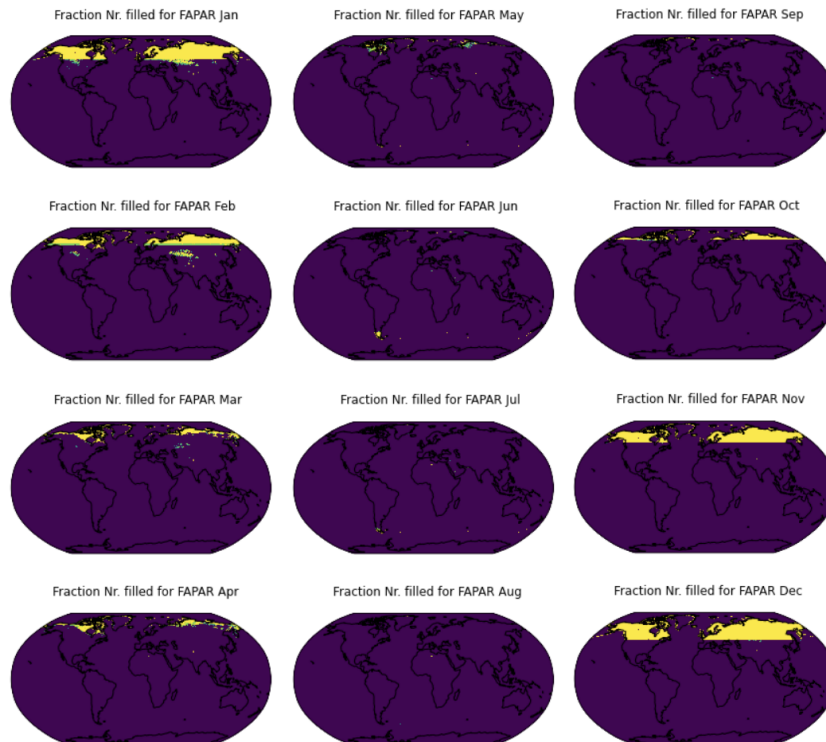 Fraction Nr. filled for FAPAR Jan
Fraction Nr. filled for FAPAR May
Fraction Nr. filled for FAPAR Sep
Fraction Nr. filled for FAPAR Feb
Fraction Nr. filled for FAPAR Jun
Fraction Nr. filled for FAPAR Oct
Fraction Nr. filled for FAPAR Mar
Fraction Nr. filled for FAPAR Jul
Fraction Nr. filled for FAPAR Nov
Fraction Nr. filled for FAPAR Apr
Fraction Nr. filled for FAPAR Aug
Fraction Nr. filled for FAPAR Dec